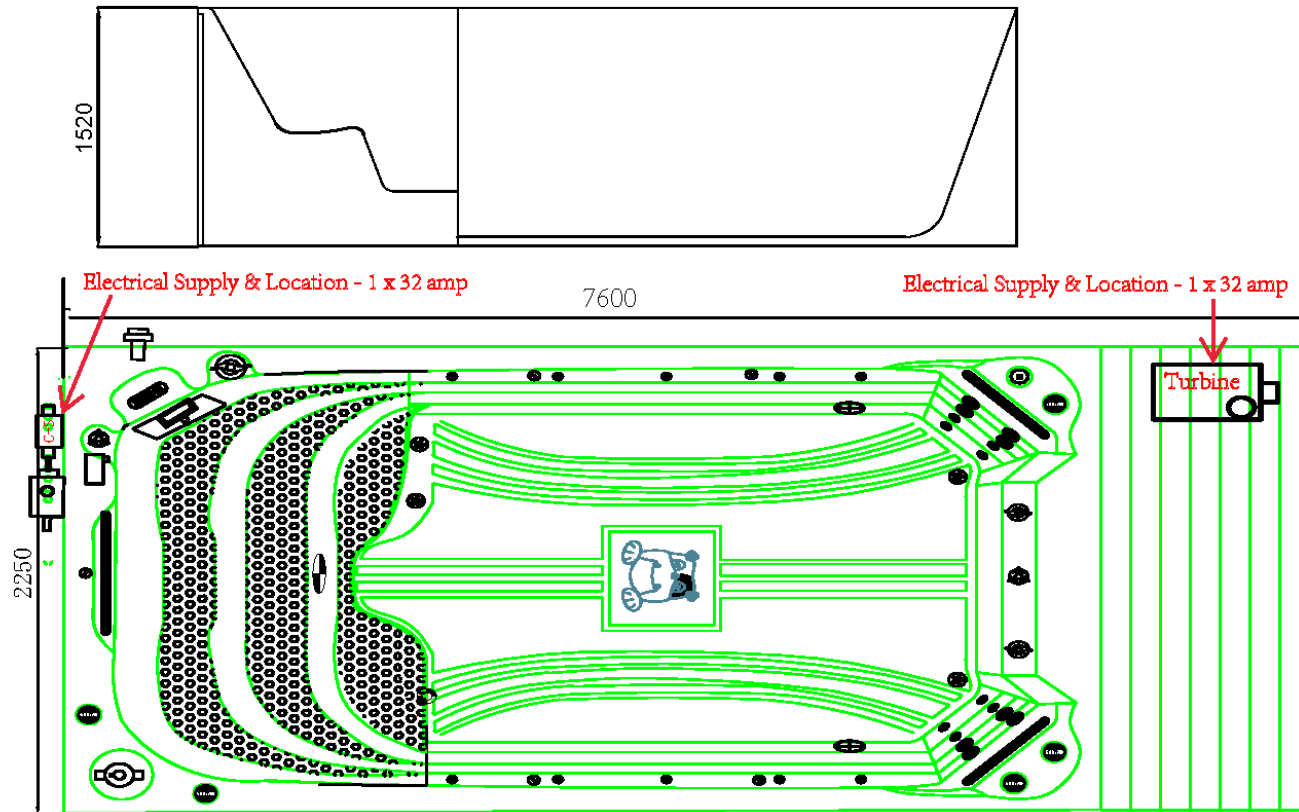 1520
Electrical Supply & Location - 1 x 32 amp
7600
Electrical Supply & Location - 1 x 32 amp
Turbine
2250